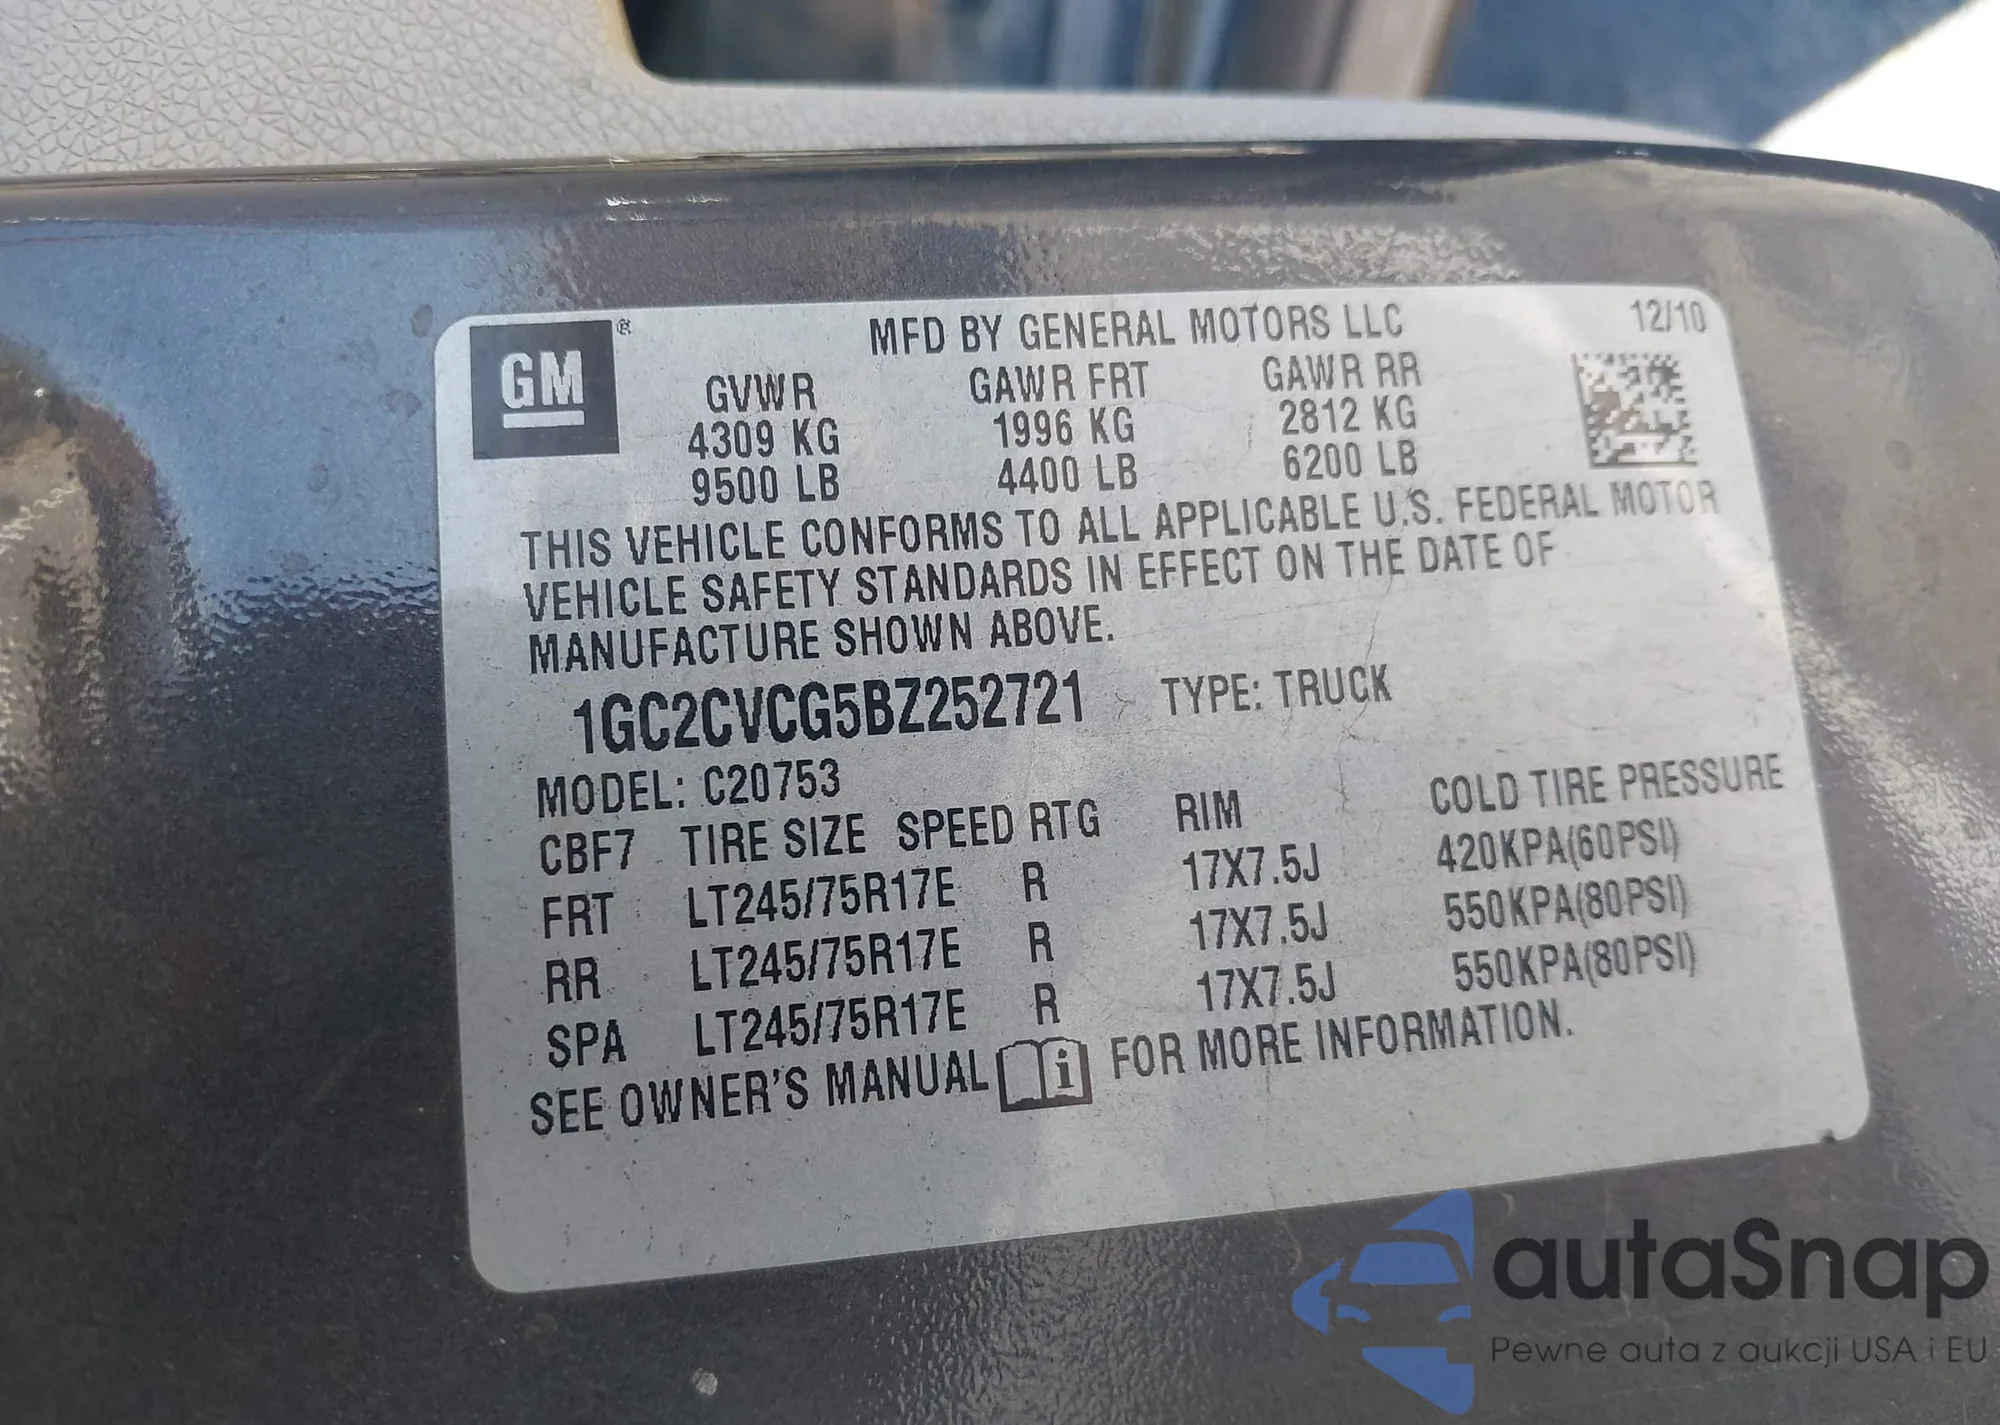 GM ®
MFD BY GENERAL MOTORS LLC 12/10
GVWR GAWR FRT GAWR RR
4309 KG 1996 KG 2812 KG
9500 LB 4400 LB 6200 LB
THIS VEHICLE CONFORMS TO ALL APPLICABLE U.S. FEDERAL MOTOR
VEHICLE SAFETY STANDARDS IN EFFECT ON THE DATE OF
MANUFACTURE SHOWN ABOVE.
1GC2CVCG5BZ252721 TYPE: TRUCK
MODEL: C20753
CBF7 TIRE SIZE SPEED RTG RIM COLD TIRE PRESSURE
FRT LT245/75R17E R 17X7.5J 420KPA(60PSI)
RR LT245/75R17E R 17X7.5J 550KPA(80PSI)
SPA LT245/75R17E R 17X7.5J 550KPA(80PSI)
SEE OWNER'S MANUAL i FOR MORE INFORMATION.
autaSnap
Pewne auta z aukcji USA i EU